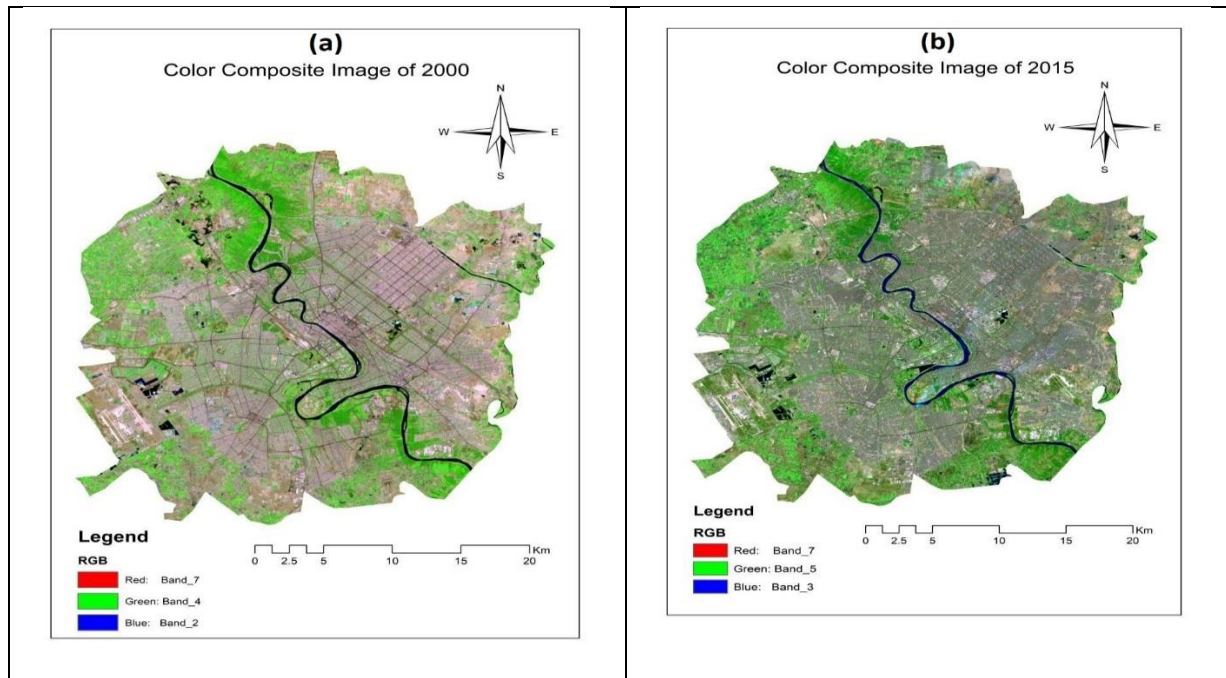 (a)
Color Composite Image of 2000
N
W E
S
Legend
RGB
Red: Band_7
Green: Band_4
Blue: Band_2
Km
0 2.5 5 10 15 20
(b)
Color Composite Image of 2015
N
W E
S
Legend
RGB
Red: Band_7
Green: Band_5
Blue: Band_3
Km
0 2.5 5 10 15 20